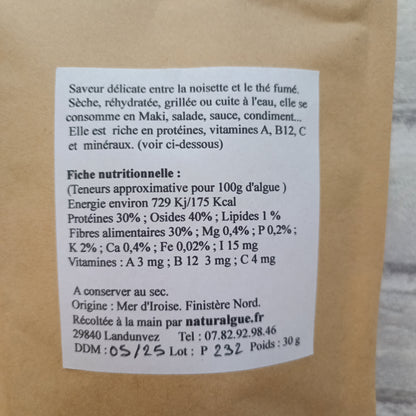 Saveur délicate entre la noisette et le thé fumé.
Sèche, réhydratée, grillée ou cuite à l'eau, elle se
consomme en Maki, salade, sauce, condiment...
Elle est riche en protéines, vitamines A, B12, C
et minéraux. (voir ci-dessous)
Fiche nutritionnelle :
(Teneurs approximative pour 100g d'algue )
Energie environ 729 Kj/175 Kcal
Protéines 30% ; Osides 40% ; Lipides 1 %
Fibres alimentaires 30% ; Mg 0,4% ; P 0,2% ;
K 2% ; Ca 0,4% ; Fe 0,02% ; I 15 mg
Vitamines : A 3 mg ; B 12 3 mg ; C 4 mg
A conserver au sec.
Origine : Mer d'Iroise. Finistère Nord.
Récoltée à la main par naturalgue.fr
29840 Landunvez Tel : 07.82.92.98.46
DDM : 05/25 Lot : P 232 Poids : 30 g